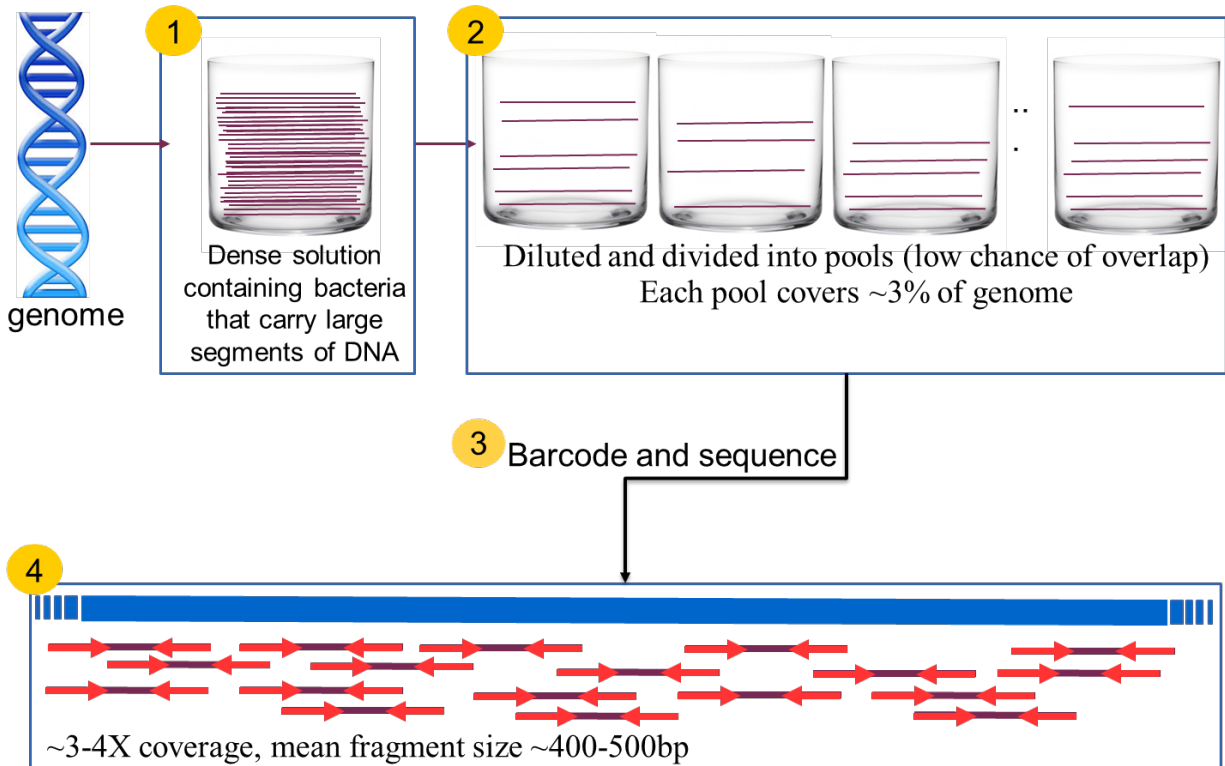 1
2
..
.
genome
Dense solution
containing bacteria
that carry large
segments of DNA
Diluted and divided into pools (low chance of overlap)
Each pool covers ~3% of genome
3
Barcode and sequence
4
~3-4X coverage, mean fragment size ~400-500bp